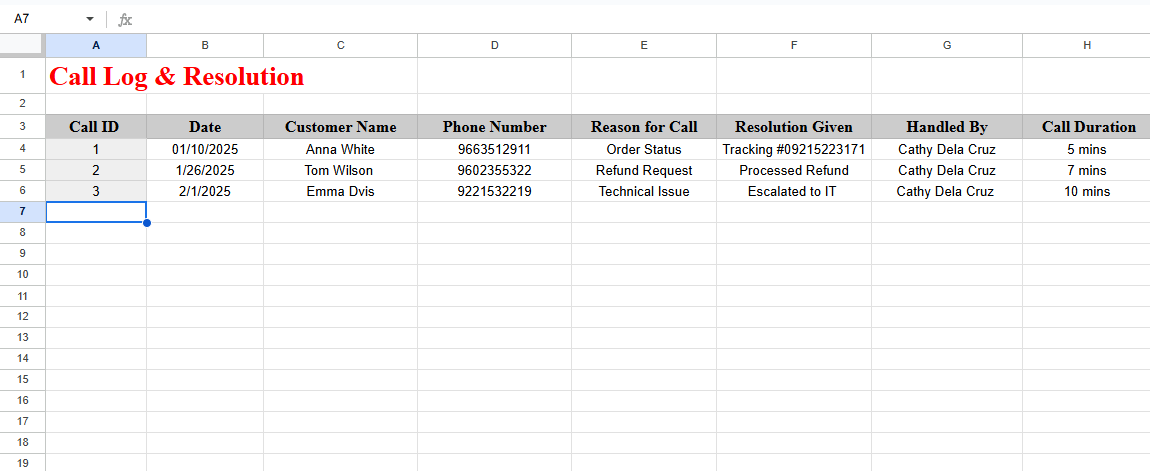 A7 fx
A B C D E F G H
1 Call Log & Resolution
2
3 Call ID Date Customer Name Phone Number Reason for Call Resolution Given Handled By Call Duration
4 1 01/10/2025 Anna White 9663512911 Order Status Tracking #09215223171 Cathy Dela Cruz 5 mins
5 2 1/26/2025 Tom Wilson 9602355322 Refund Request Processed Refund Cathy Dela Cruz 7 mins
6 3 2/1/2025 Emma Dvis 9221532219 Technical Issue Escalated to IT Cathy Dela Cruz 10 mins
7
8
9
10
11
12
13
14
15
16
17
18
19